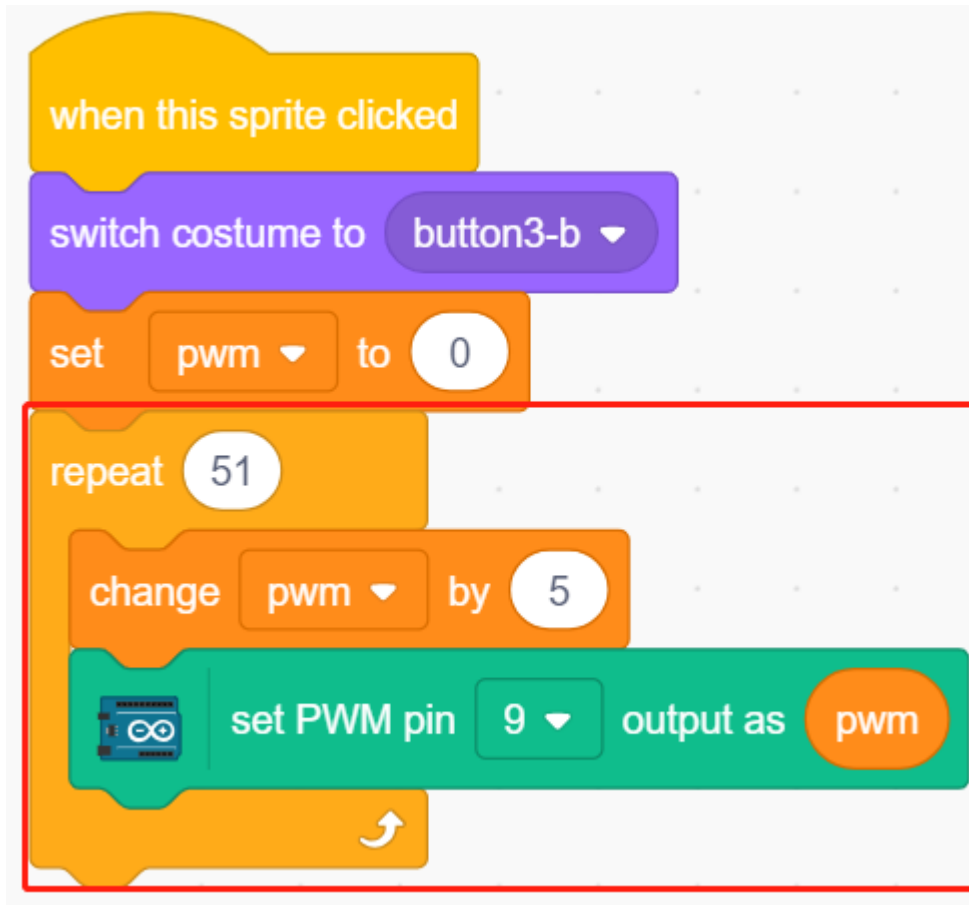 when this sprite clicked
switch costume to button3-b
set pwm to 0
repeat 51
change pwm by 5
set PWM pin 9 output as pwm